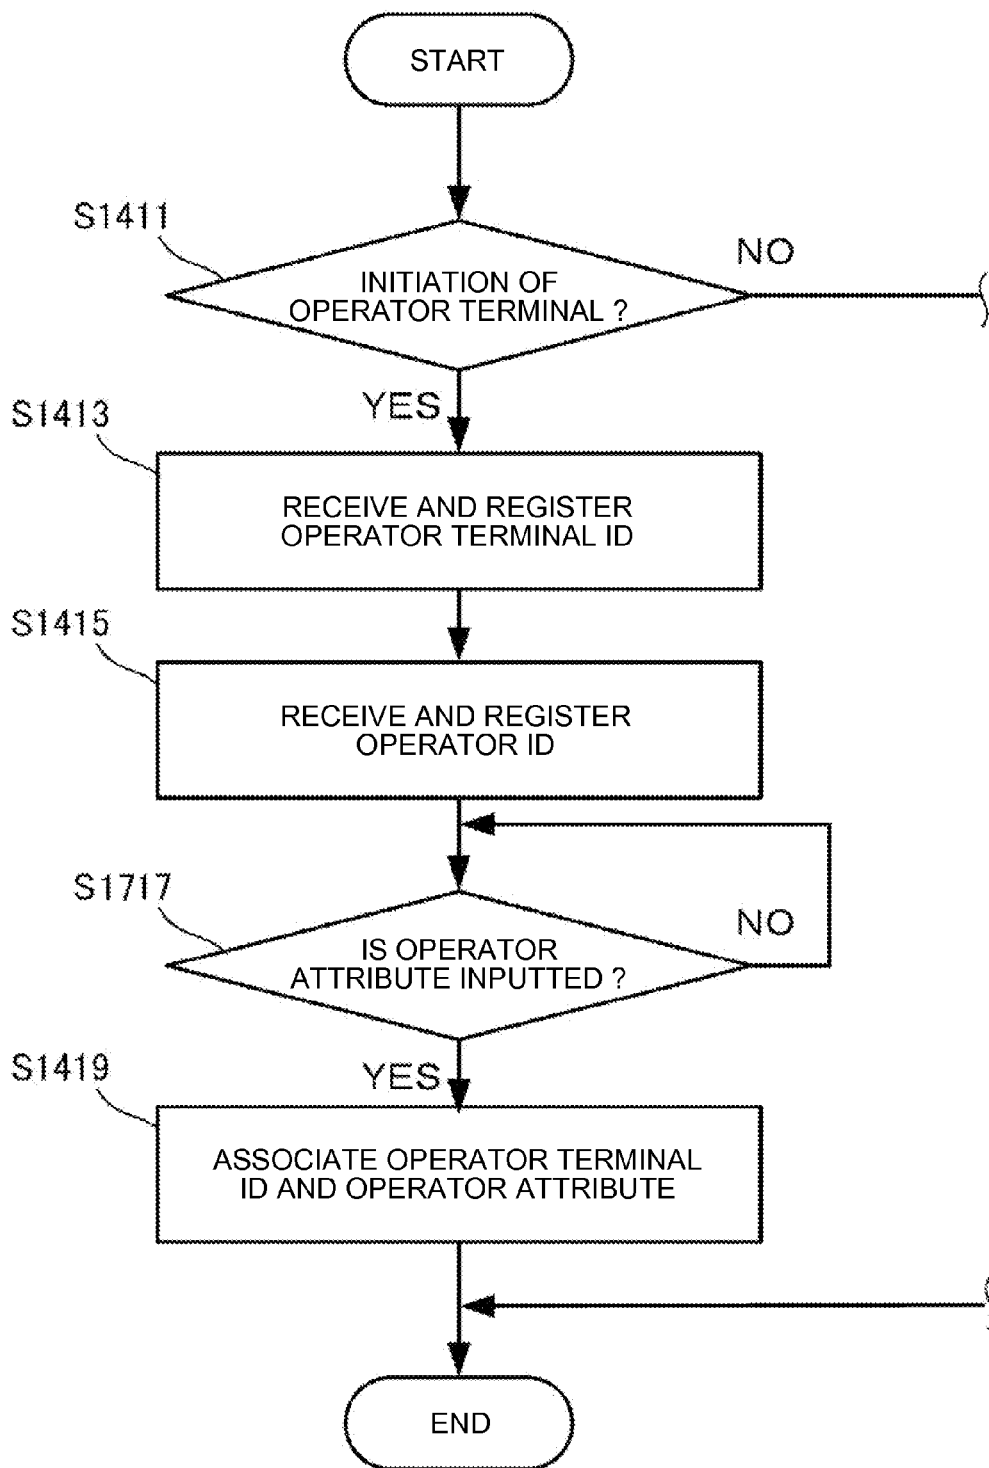 START
S1411
INITIATION OF
OPERATOR TERMINAL ?
NO
YES
S1413
RECEIVE AND REGISTER
OPERATOR TERMINAL ID
S1415
RECEIVE AND REGISTER
OPERATOR ID
S1717
IS OPERATOR
ATTRIBUTE INPUTTED ?
NO
YES
S1419
ASSOCIATE OPERATOR TERMINAL
ID AND OPERATOR ATTRIBUTE
END